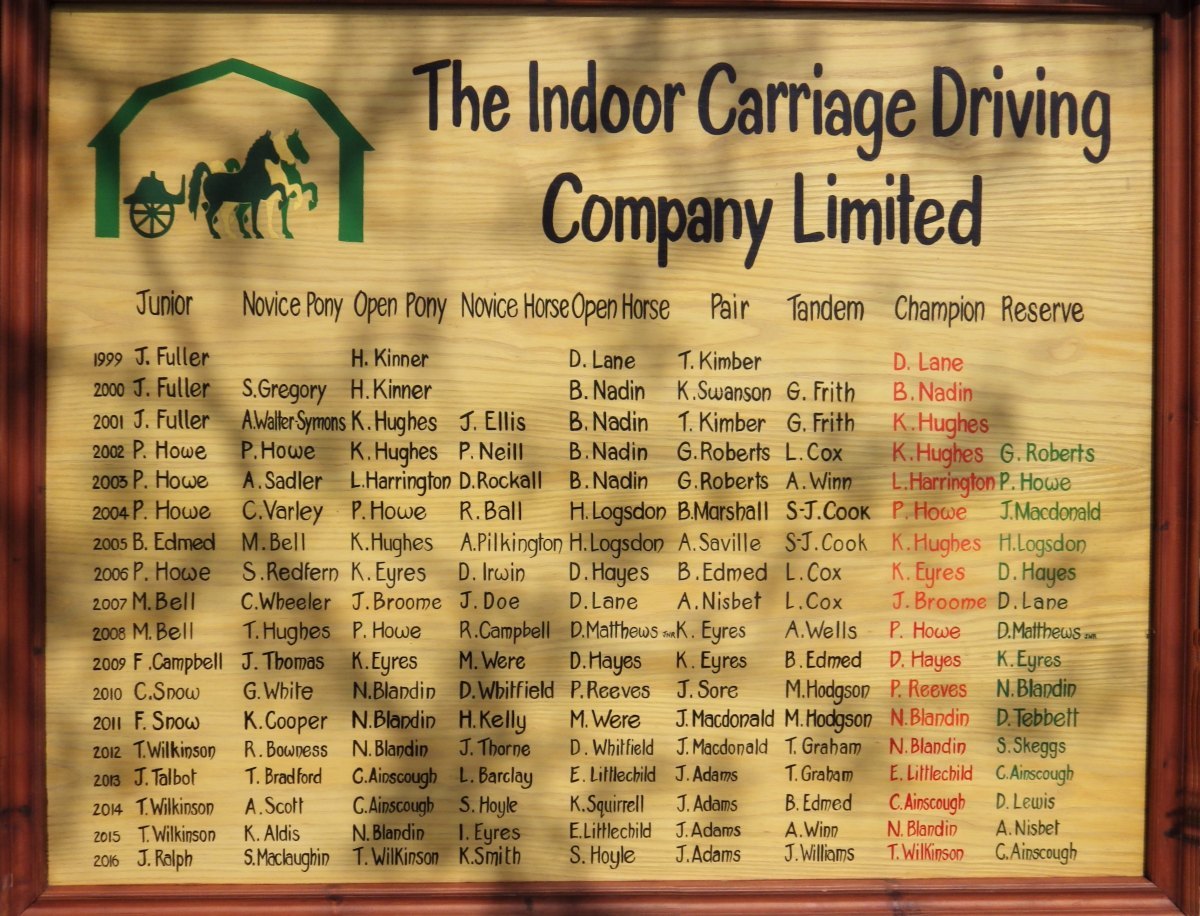 The Indoor Carriage Driving
Company Limited
Junior Novice Pony Open Pony Novice Horse Open Horse Pair Tandem Champion Reserve
1999 J. Fuller H. Kinner D. Lane T. Kimber D. Lane
2000 J. Fuller S. Gregory H. Kinner B. Nadin K. Swanson G. Frith B. Nadin
2001 J. Fuller A. Walter-Symons K. Hughes J. Ellis B. Nadin T. Kimber G. Frith K. Hughes
2002 P. Howe P. Howe K. Hughes P. Neill B. Nadin G. Roberts L. Cox K. Hughes G. Roberts
2003 P. Howe A. Sadler L. Harrington D. Rockall B. Nadin G. Roberts A. Winn L. Harrington P. Howe
2004 P. Howe C. Varley P. Howe R. Ball H. Logsdon B. Marshall S-J. Cook P. Howe J. Macdonald
2005 B. Edmed M. Bell K. Hughes A. Pilkington H. Logsdon A. Saville S-J. Cook K. Hughes H. Logsdon
2006 P. Howe S. Redfern K. Eyres D. Irwin D. Hayes B. Edmed L. Cox K. Eyres D. Hayes
2007 M. Bell C. Wheeler J. Broome J. Doe D. Lane A. Nisbet L. Cox J. Broome D. Lane
2008 M. Bell T. Hughes P. Howe R. Campbell D. Matthews JWR K. Eyres A. Wells P. Howe D. Matthews JWR
2009 F. Campbell J. Thomas K. Eyres M. Were D. Hayes K. Eyres B. Edmed D. Hayes K. Eyres
2010 C. Snow G. White N. Blandin D. Whitfield P. Reeves J. Sore M. Hodgson P. Reeves N. Blandin
2011 F. Snow K. Cooper N. Blandin H. Kelly M. Were J. Macdonald M. Hodgson N. Blandin D. Tebbett
2012 T. Wilkinson R. Bowness N. Blandin J. Thorne D. Whitfield J. Macdonald T. Graham N. Blandin S. Skeggs
2013 J. Talbot T. Bradford C. Ainscough L. Barclay E. Littlechild J. Adams T. Graham E. Littlechild C. Ainscough
2014 T. Wilkinson A. Scott C. Ainscough S. Hoyle K. Squirrell J. Adams B. Edmed C. Ainscough D. Lewis
2015 T. Wilkinson K. Aldis N. Blandin I. Eyres E. Littlechild J. Adams A. Winn N. Blandin A. Nisbet
2016 J. Ralph S. Maclaughin T. Wilkinson K. Smith S. Hoyle J. Adams J. Williams T. Wilkinson C. Ainscough